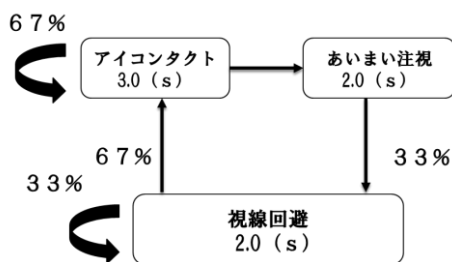 ６７%
アイコンタクト
3.0（s）
あいまい注視
2.0（s）
６７%
３３%
３３%
視線回避
2.0（s）